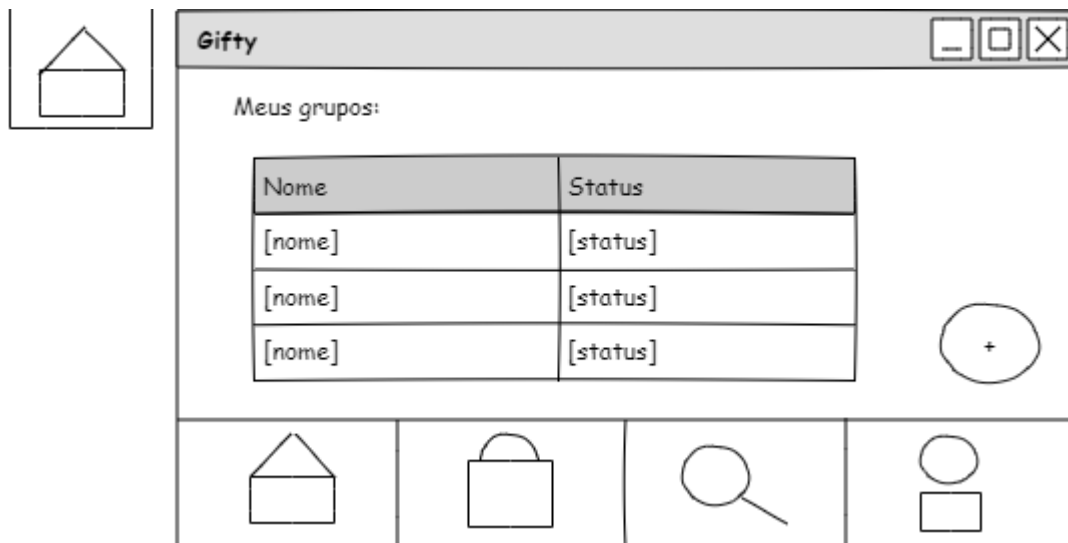 Gifty
Meus grupos:
Nome Status
[nome] [status]
[nome] [status]
[nome] [status]
+